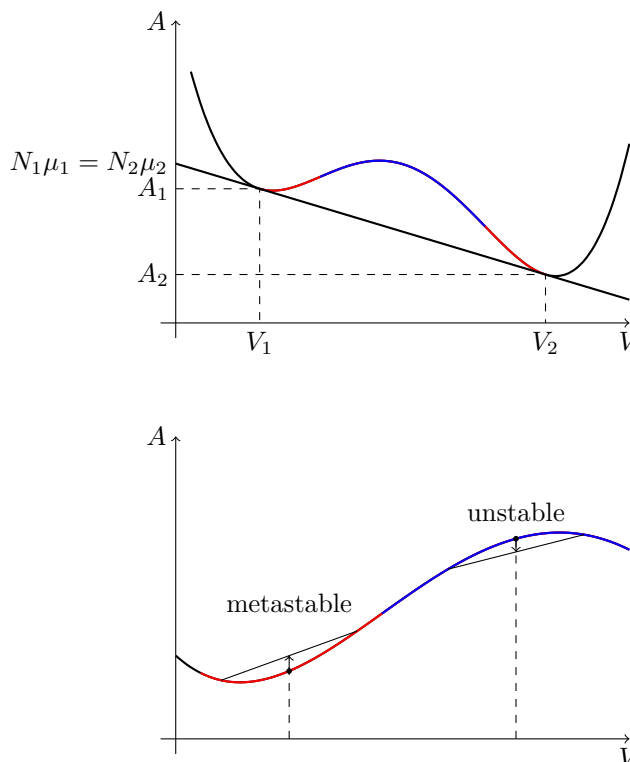 A
N₁μ₁ = N₂μ₂
A₁
A₂
V₁
V₂
V
A
unstable
metastable
V